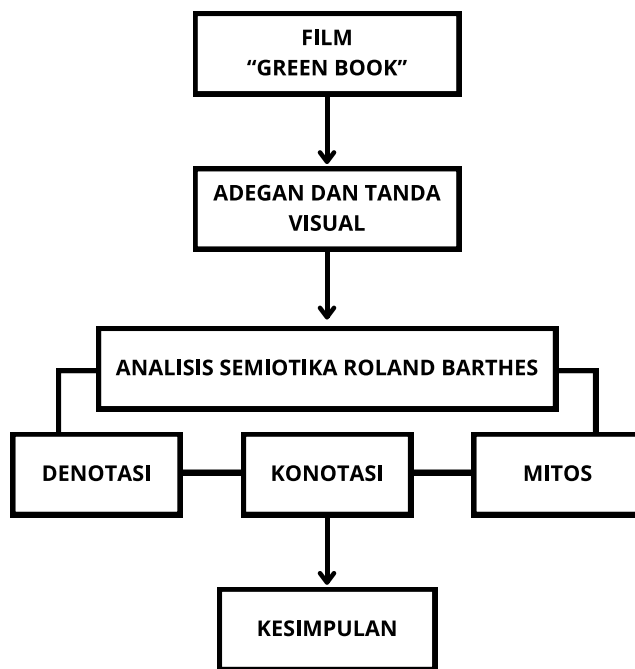 FILM
“GREEN BOOK”
ADEGAN DAN TANDA
VISUAL
ANALISIS SEMIOTIKA ROLAND BARTHES
DENOTASI
KONOTASI
MITOS
KESIMPULAN